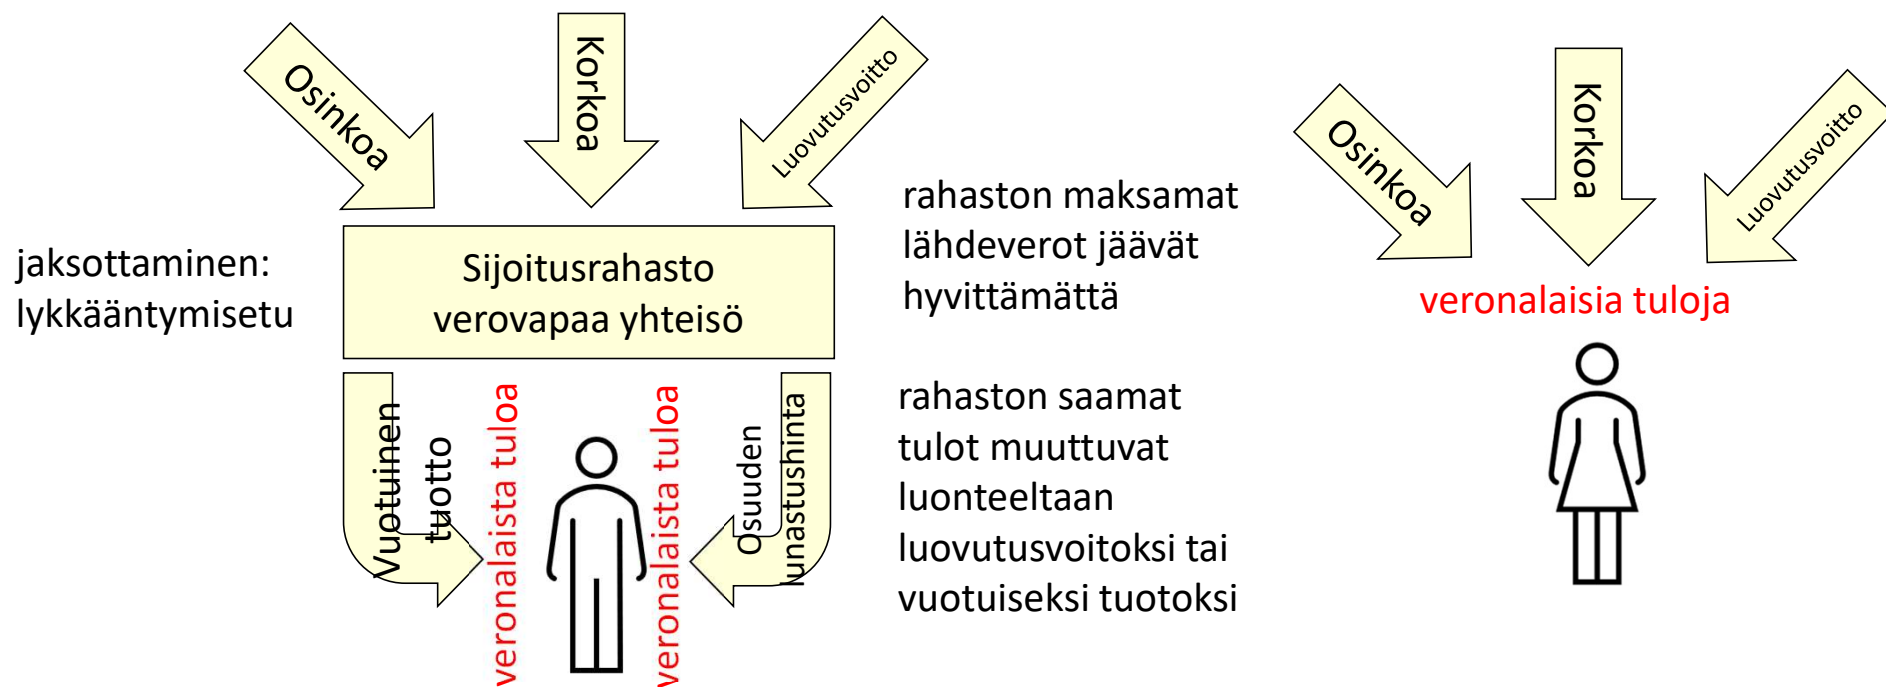 Osinkoa
Korkoa
Luovutusvoitto
jaksottaminen:
lykkääntymisetu
Sijoitusrahasto
verovapaa yhteisö
Vuotuinen
tuotto
veronalaista tuloa
veronalaista tuloa
Osuuden
lunastushinta
rahaston maksamat
lähdeverot jäävät
hyvittämättä
rahaston saamat
tulot muuttuvat
luonteeltaan
luovutusvoitoksi tai
vuotuiseksi tuotoksi
Osinkoa
Korkoa
Luovutusvoitto
veronalaisia tuloja